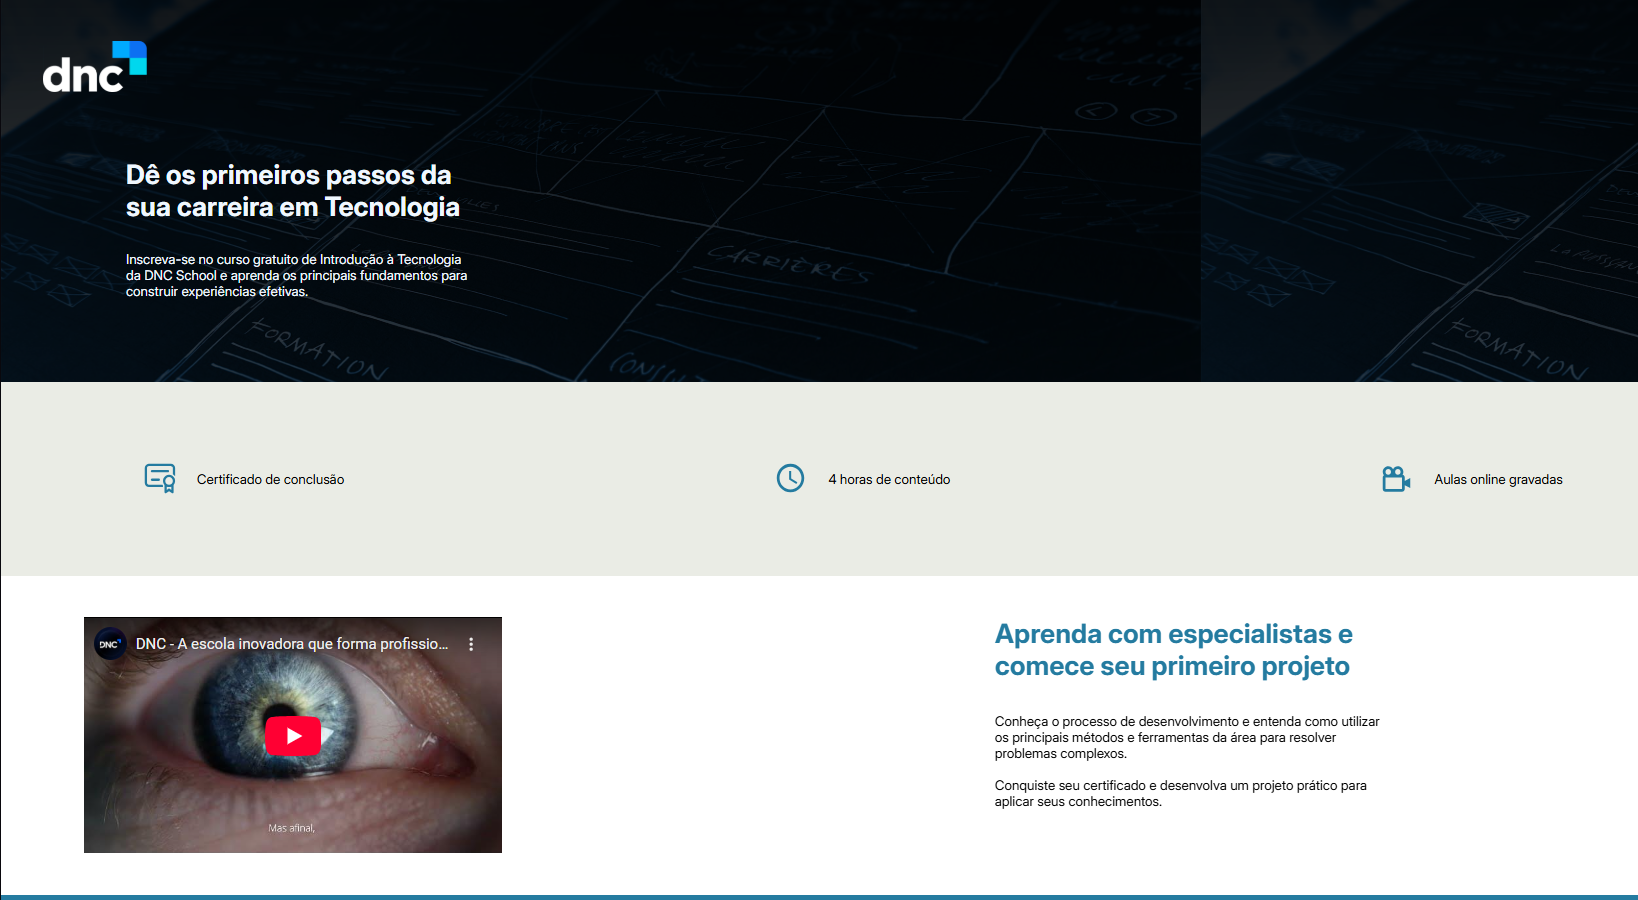 dnc
CARRIÈRES
FORMATION
FORMATION
Dê os primeiros passos da
sua carreira em Tecnologia
Inscreva-se no curso gratuito de Introdução à Tecnologia
da DNC School e aprenda os principais fundamentos para
construir experiências efetivas.
Certificado de conclusão
4 horas de conteúdo
Aulas online gravadas
DNC
DNC - A escola inovadora que forma profissio...
Mas afinal,
Aprenda com especialistas e
comece seu primeiro projeto
Conheça o processo de desenvolvimento e entenda como utilizar
os principais métodos e ferramentas da área para resolver
problemas complexos.
Conquiste seu certificado e desenvolva um projeto prático para
aplicar seus conhecimentos.